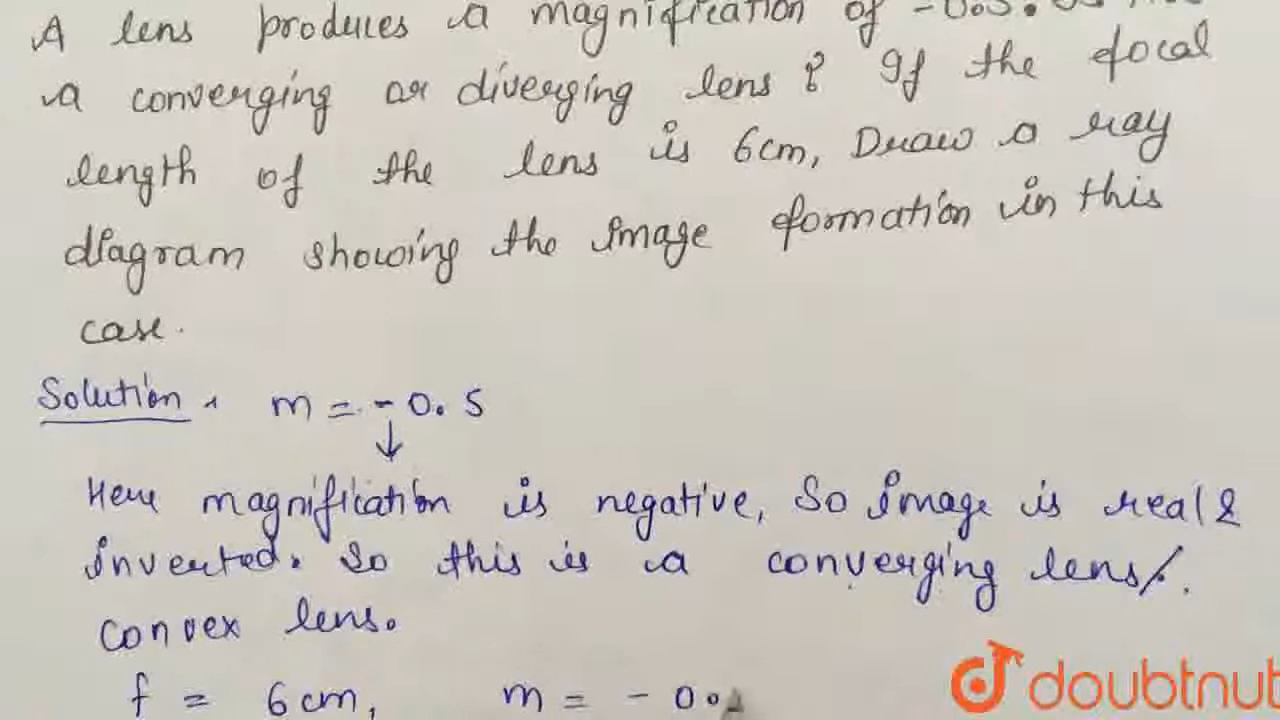 A lens produces a magnification of -0.5.
a converging or diverging lens ? If the focal
length of the lens is 6cm, Draw a ray
diagram showing the image formation in this
case.
Solution. m = - 0.5
↓
Here magnification is negative, So image is real &
inverted. So this is a converging lens/.
convex lens.
f = 6cm, m = - 0.
doubtnut